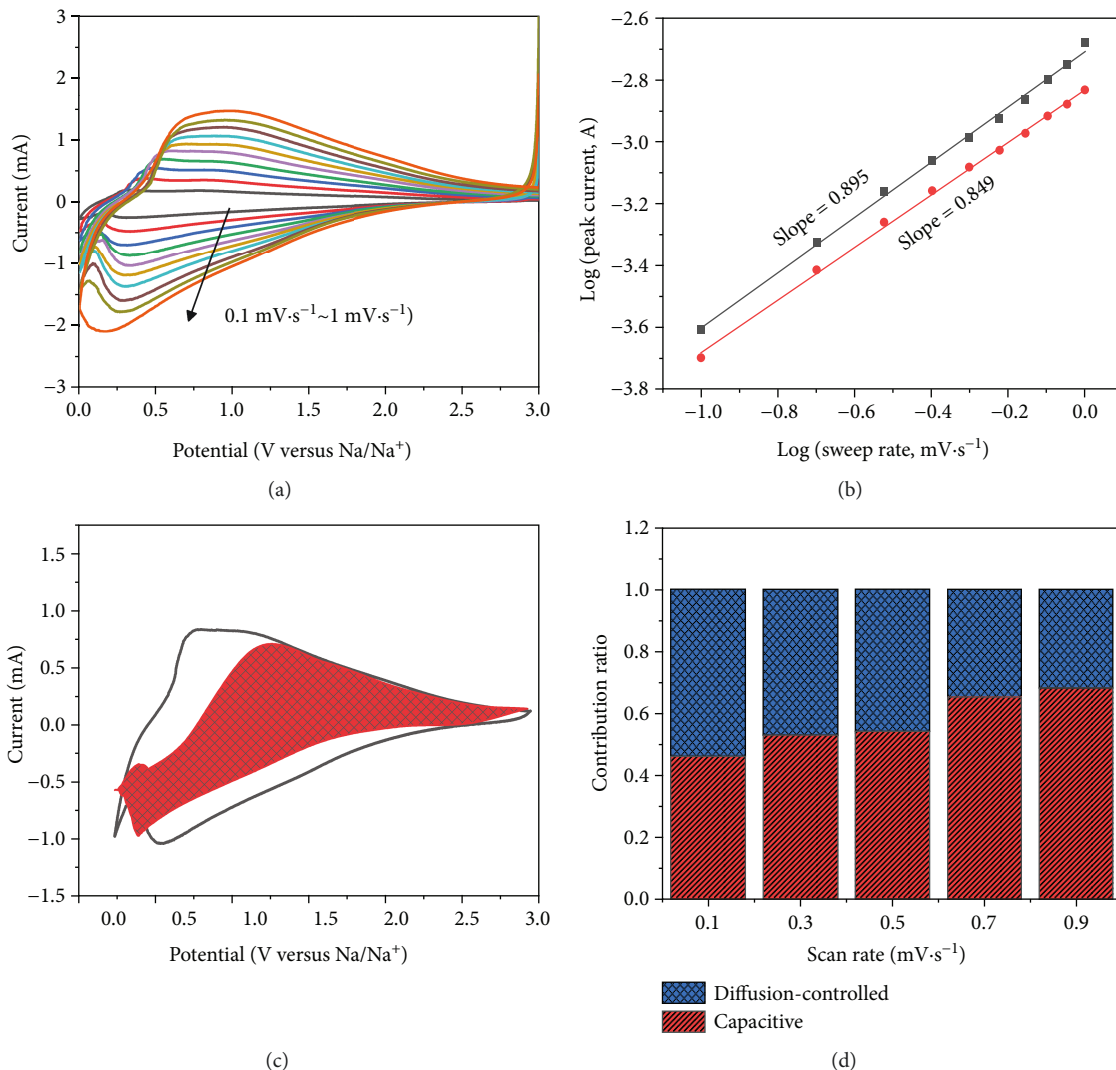 3
2
1
0
−1
−2
−3
Current (mA)
0.1 mV·s⁻¹~1 mV·s⁻¹)
0.0 0.5 1.0 1.5 2.0 2.5 3.0
Potential (V versus Na/Na⁺)
(a)
−2.6
−2.8
−3.0
−3.2
−3.4
−3.6
−3.8
Log (peak current, A)
Slope = 0.895
Slope = 0.849
−1.0 −0.8 −0.6 −0.4 −0.2 0.0
Log (sweep rate, mV·s⁻¹)
(b)
1.5
1.0
0.5
0.0
−0.5
−1.0
−1.5
Currrent (mA)
0.0 0.5 1.0 1.5 2.0 2.5 3.0
Potential (V versus Na/Na⁺)
(c)
1.2
1.0
0.8
0.6
0.4
0.2
0.0
Contribution ratio
0.1 0.3 0.5 0.7 0.9
Scan rate (mV·s⁻¹)
Diffusion-controlled
Capacitive
(d)